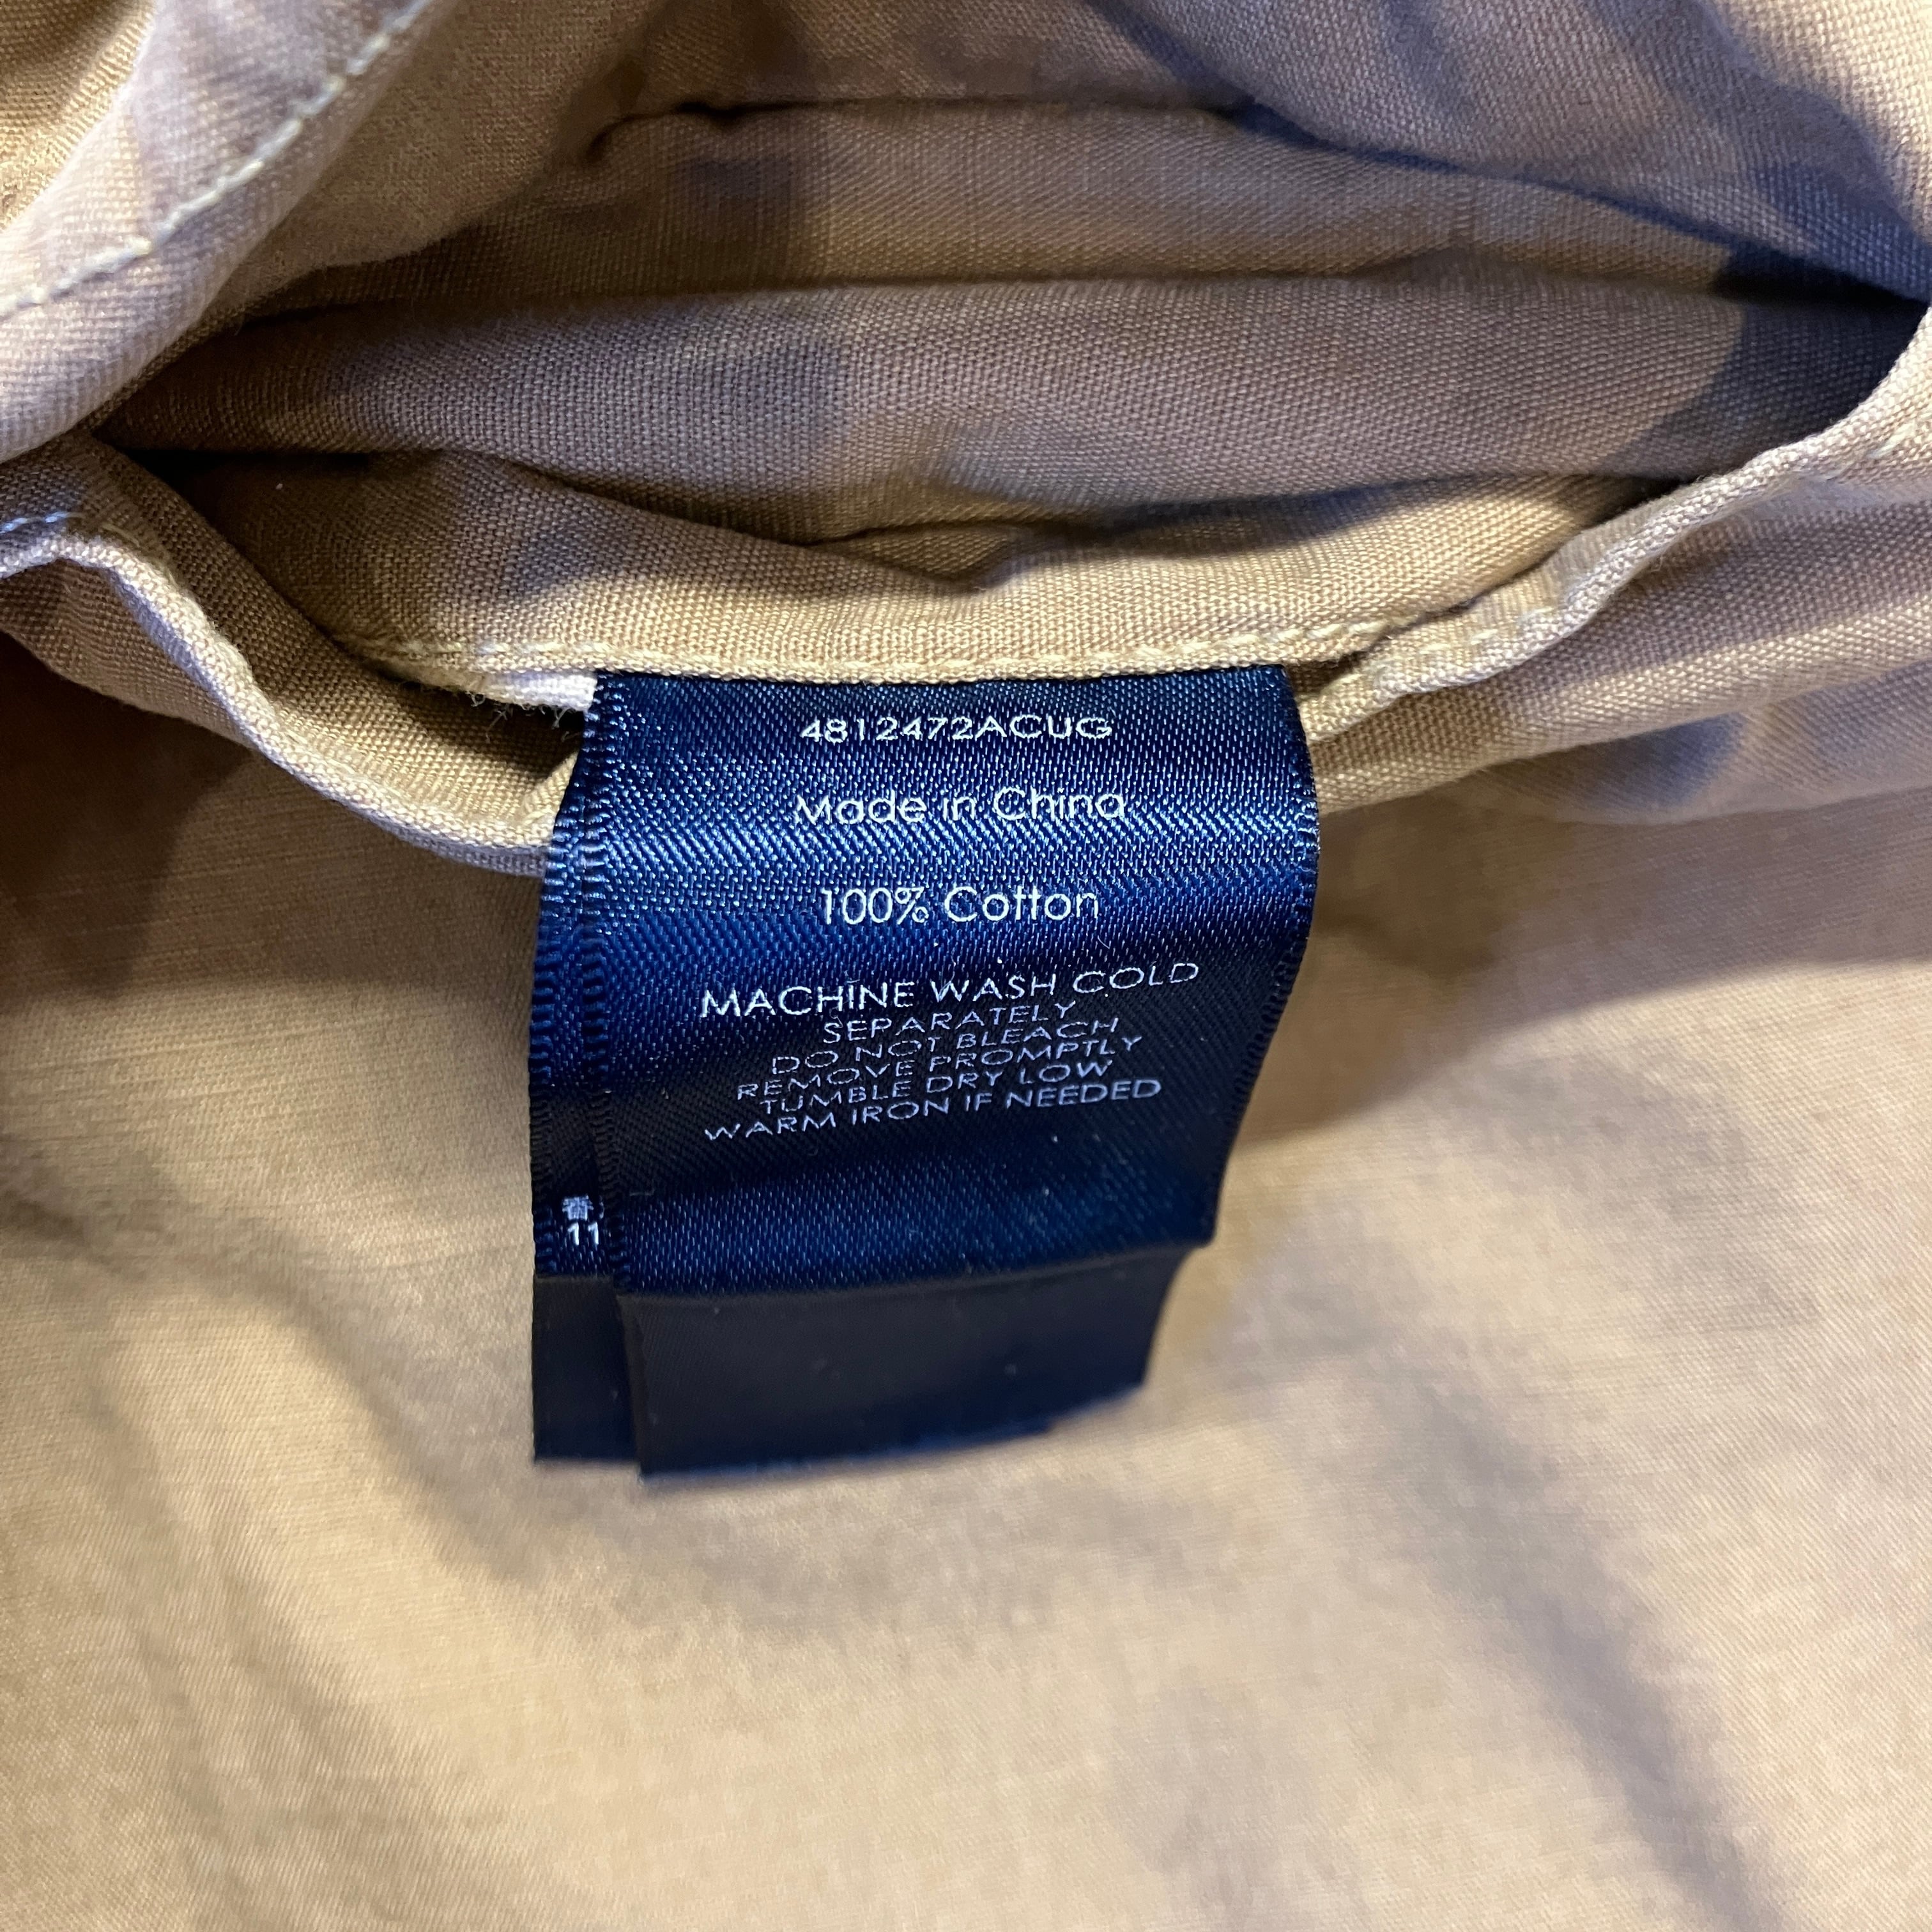 4812472ACUG
Made in China
100% Cotton
MACHINE WASH COLD
SEPARATELY
DO NOT BLEACH
REMOVE PROMPTLY
TUMBLE DRY LOW
WARM IRON IF NEEDED
11